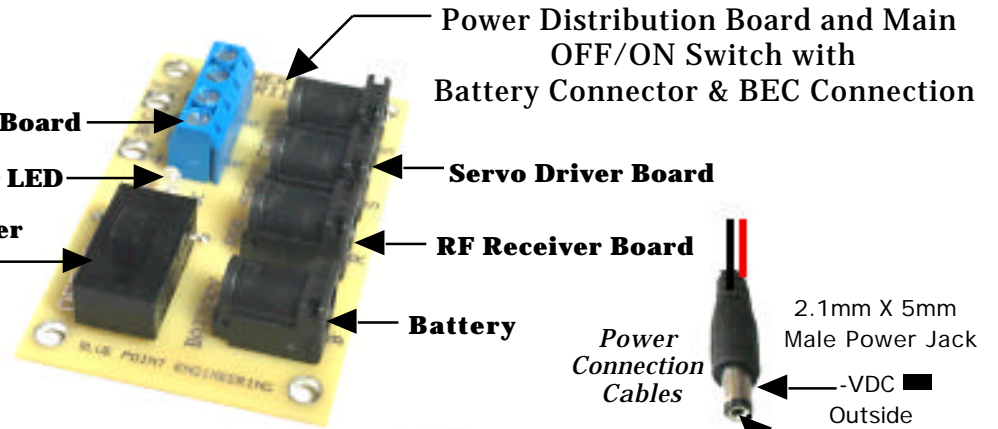 Power Distribution Board and Main
OFF/ON Switch with
Battery Connector & BEC Connection
Board
LED
er
Servo Driver Board
RF Receiver Board
Battery
BLUE POINT ENGINEERING
Power
Connection
Cables
2.1mm X 5mm
Male Power Jack
-VDC
Outside